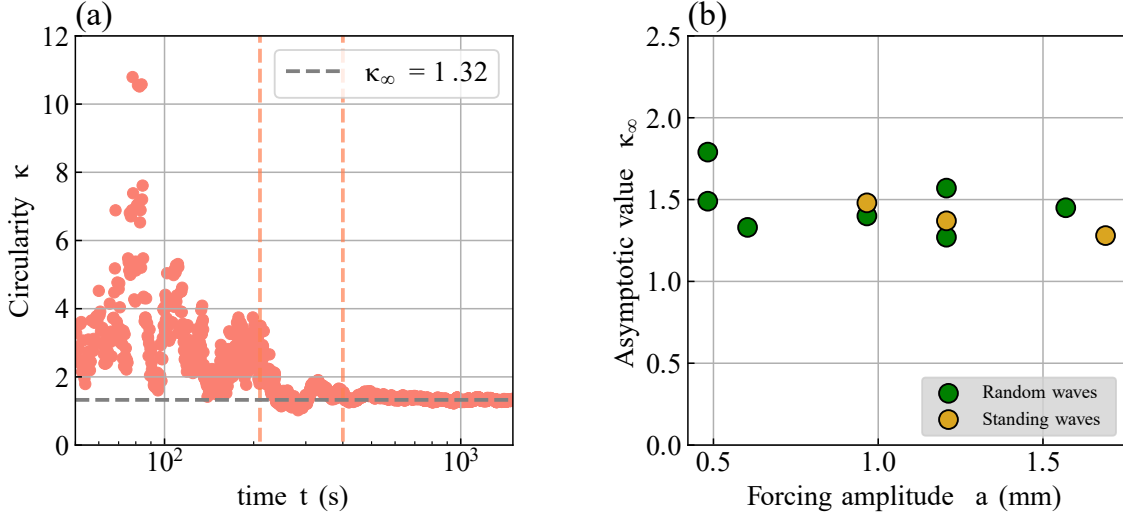 (a)
12
10
8
6
4
2
0
Circularity κ
κ∞ = 1.32
10²
10³
time t (s)
(b)
2.5
2.0
1.5
1.0
0.5
0.0
Asymptotic value κ∞
Random waves
Standing waves
0.5
1.0
1.5
Forcing amplitude a (mm)